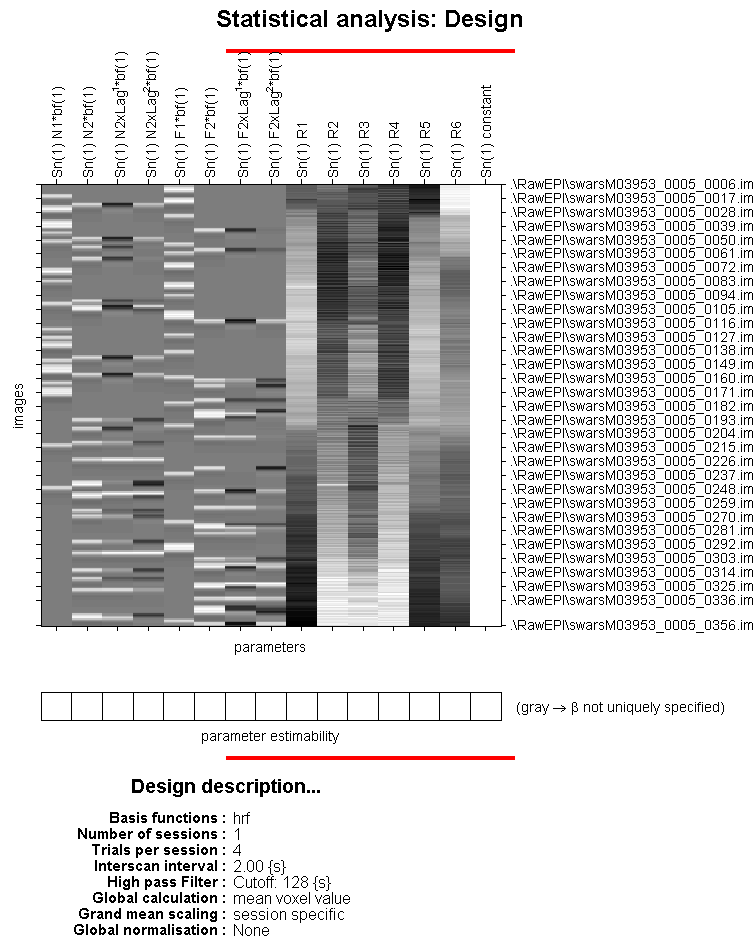 Statistical analysis: Design
Sn(1) N1*bf(1)
Sn(1) N2*bf(1)
Sn(1) N2xLag¹*bf(1)
Sn(1) N2xLag²*bf(1)
Sn(1) F1*bf(1)
Sn(1) F2*bf(1)
Sn(1) F2xLag¹*bf(1)
Sn(1) F2xLag²*bf(1)
Sn(1) R1
Sn(1) R2
Sn(1) R3
Sn(1) R4
Sn(1) R5
Sn(1) R6
Sn(1) constant
images
.\RawEPI\swarsM03953_0005_0006.im
.\RawEPI\swarsM03953_0005_0017.im
.\RawEPI\swarsM03953_0005_0028.im
.\RawEPI\swarsM03953_0005_0039.im
.\RawEPI\swarsM03953_0005_0050.im
.\RawEPI\swarsM03953_0005_0061.im
.\RawEPI\swarsM03953_0005_0072.im
.\RawEPI\swarsM03953_0005_0083.im
.\RawEPI\swarsM03953_0005_0094.im
.\RawEPI\swarsM03953_0005_0105.im
.\RawEPI\swarsM03953_0005_0116.im
.\RawEPI\swarsM03953_0005_0127.im
.\RawEPI\swarsM03953_0005_0138.im
.\RawEPI\swarsM03953_0005_0149.im
.\RawEPI\swarsM03953_0005_0160.im
.\RawEPI\swarsM03953_0005_0171.im
.\RawEPI\swarsM03953_0005_0182.im
.\RawEPI\swarsM03953_0005_0193.im
.\RawEPI\swarsM03953_0005_0204.im
.\RawEPI\swarsM03953_0005_0215.im
.\RawEPI\swarsM03953_0005_0226.im
.\RawEPI\swarsM03953_0005_0237.im
.\RawEPI\swarsM03953_0005_0248.im
.\RawEPI\swarsM03953_0005_0259.im
.\RawEPI\swarsM03953_0005_0270.im
.\RawEPI\swarsM03953_0005_0281.im
.\RawEPI\swarsM03953_0005_0292.im
.\RawEPI\swarsM03953_0005_0303.im
.\RawEPI\swarsM03953_0005_0314.im
.\RawEPI\swarsM03953_0005_0325.im
.\RawEPI\swarsM03953_0005_0336.im
.\RawEPI\swarsM03953_0005_0356.im
parameters
(gray → β not uniquely specified)
parameter estimability
Design description...
Basis functions : hrf
Number of sessions : 1
Trials per session : 4
Interscan interval : 2.00 {s}
High pass Filter : Cutoff: 128 {s}
Global calculation : mean voxel value
Grand mean scaling : session specific
Global normalisation : None